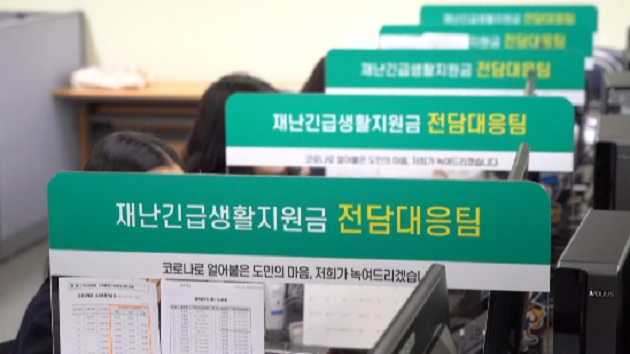 재난긴급생활지원금 전담대응팀
재난긴급생활지원금 전담대응팀
재난긴급생활지원금 전담대응팀
재난긴급생활지원금 전담대응팀
코로나로 얼어붙은 도민의 마음, 저희가 녹여드리겠습니다.
재난긴급생활지원금 전담대응팀
코로나로 얼어붙은 도민의 마음, 저희가 녹여드리겠습니